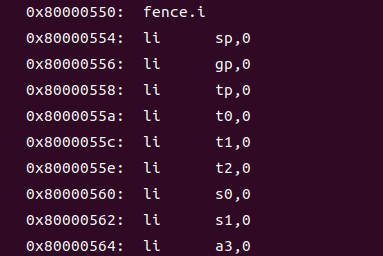 0x80000550: fence.i
0x80000554: li sp,0
0x80000556: li gp,0
0x80000558: li tp,0
0x8000055a: li t0,0
0x8000055c: li t1,0
0x8000055e: li t2,0
0x80000560: li s0,0
0x80000562: li s1,0
0x80000564: li a3,0